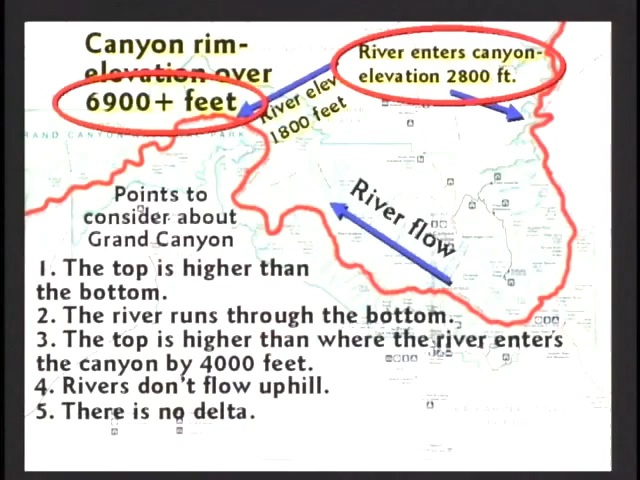 Canyon rim-
elevation over
6900+ feet
River enters canyon-
elevation 2800 ft.
River elev
1800 feet
River flow
Points to
consider about
Grand Canyon
1. The top is higher than
the bottom.
2. The river runs through the bottom.
3. The top is higher than where the river enters
the canyon by 4000 feet.
4. Rivers don't flow uphill.
5. There is no delta.